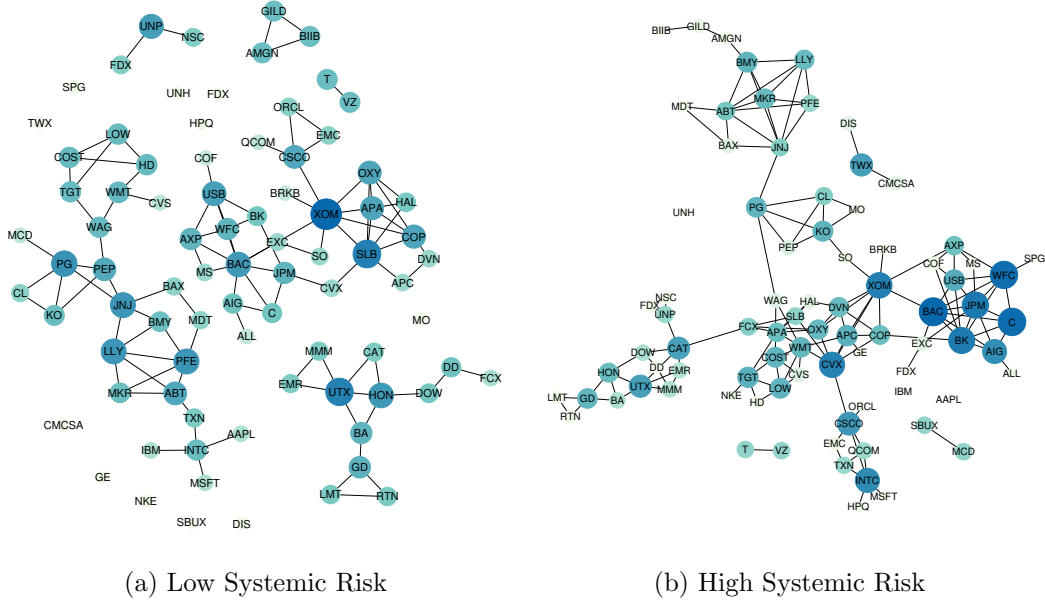 GILD
UNP
NSC
BIIB
AMGN
FDX
T
SPG
UNH
FDX
VZ
ORCL
TWX
HPQ
LOW
EMC
QCOM
COST
CSCO
COF
HD
OXY
TGT
WMT
USB
BRKB
CVS
HAL
BK
XOM
APA
WAG
WFC
MCD
AXP
EXC
COP
SO
SLB
DVN
PG
PEP
MS
BAC
JPM
CL
BAX
CVX
APC
KO
JNJ
AIG
C
MDT
BMY
MO
ALL
LLY
PFE
MMM
CAT
DD
FCX
EMR
MKR
ABT
UTX
HON
DOW
TXN
CMCSA
BA
AAPL
IBM
INTC
GD
GE
MSFT
LMT
RTN
NKE
SBUX
DIS
(a) Low Systemic Risk
BIIB
GILD
AMGN
BMY
LLY
MKR
PFE
MDT
ABT
DIS
BAX
JNJ
TWX
CMCSA
CL
UNH
PG
MO
KO
PEP
AXP
BRKB
SO
COF
MS
SPG
USB
WFC
XOM
NSC
WAG
HAL
FDX
DVN
UNP
SLB
BAC
JPM
FCX
C
APA
OXY
APC
COP
BK
EXC
CAT
WMT
DOW
GE
AIG
COST
DD
CVX
HON
EMR
FDX
ALL
TGT
CVS
UTX
MMM
LOW
IBM
LMT
GD
BA
NKE
HD
AAPL
RTN
ORCL
CSCO
SBUX
EMC
QCOM
T
VZ
MCD
TXN
INTC
MSFT
HPQ
(b) High Systemic Risk